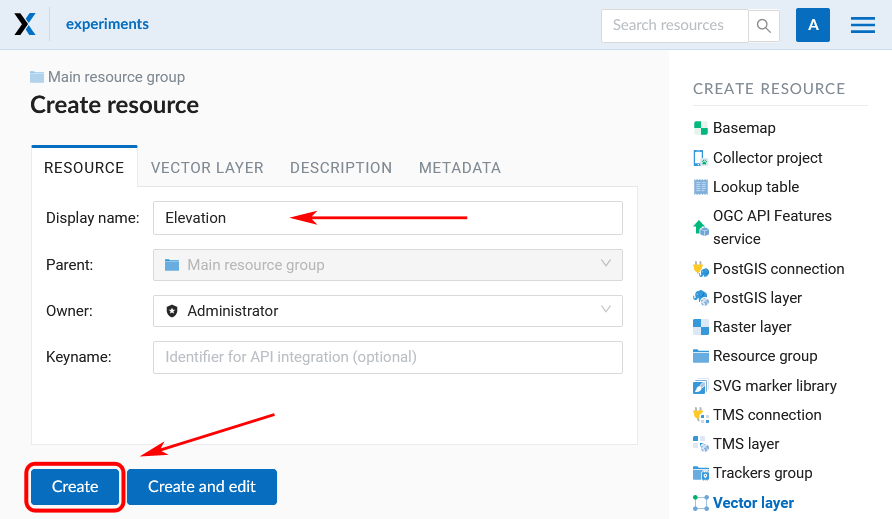 experiments
Search resources
A
Main resource group
Create resource
RESOURCE VECTOR LAYER DESCRIPTION METADATA
Display name: Elevation
Parent: Main resource group
Owner: Administrator
Keyname: Identifier for API integration (optional)
Create
Create and edit
CREATE RESOURCE
Basemap
Collector project
Lookup table
OGC API Features
service
PostGIS connection
PostGIS layer
Raster layer
Resource group
SVG marker library
TMS connection
TMS layer
Trackers group
Vector layer